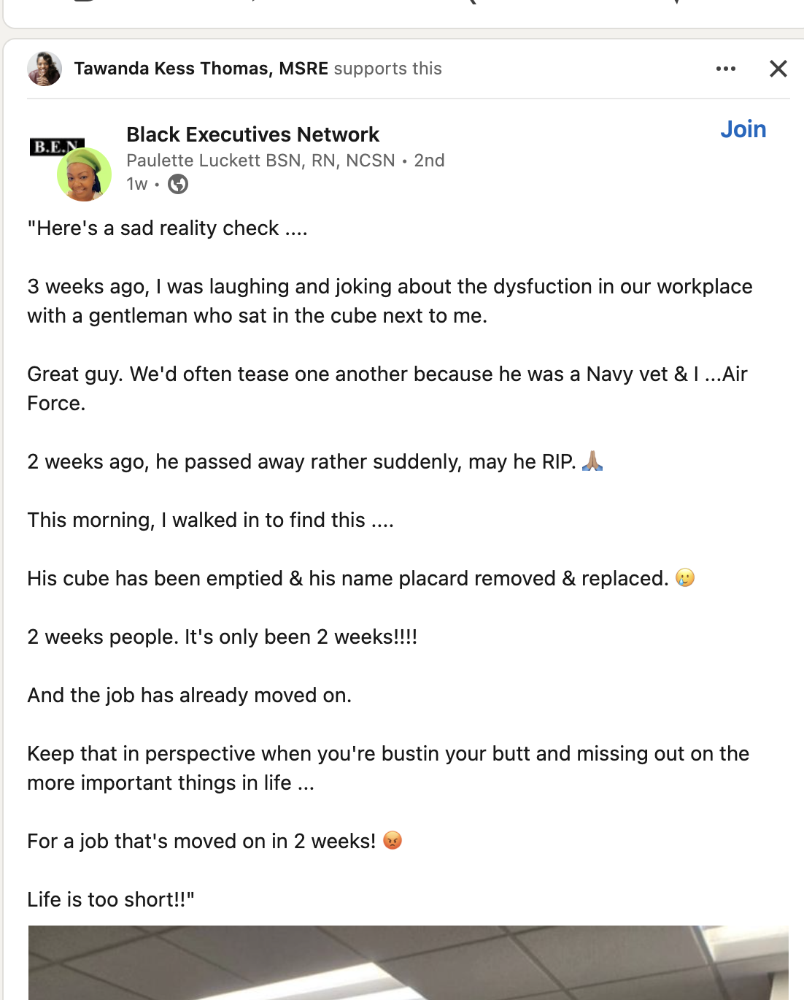 Tawanda Kess Thomas, MSRE supports this
B.E.N
Black Executives Network
Join
Paulette Luckett BSN, RN, NCSN • 2nd
1w •
"Here's a sad reality check ....
3 weeks ago, I was laughing and joking about the dysfuction in our workplace
with a gentleman who sat in the cube next to me.
Great guy. We'd often tease one another because he was a Navy vet & I ...Air
Force.
2 weeks ago, he passed away rather suddenly, may he RIP. 🙏🏽
This morning, I walked in to find this ....
His cube has been emptied & his name placard removed & replaced. 🥲
2 weeks people. It's only been 2 weeks!!!!
And the job has already moved on.
Keep that in perspective when you're bustin your butt and missing out on the
more important things in life ...
For a job that's moved on in 2 weeks! 😡
Life is too short!!"